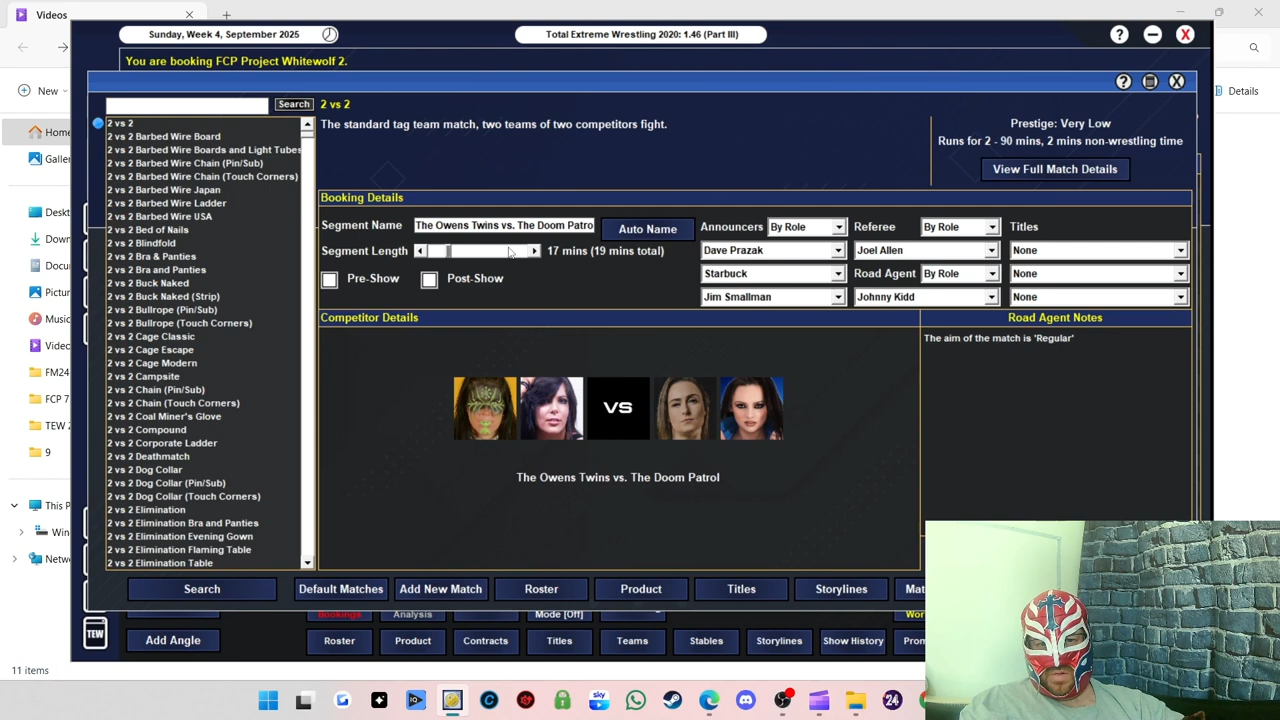 Videos
Sunday, Week 4, September 2025
Total Extreme Wrestling 2020: 1.46 (Part III)
You are booking FCP Project Whitewolf 2.
New
Details
Search
2 vs 2
The standard tag team match, two teams of two competitors fight.
Prestige: Very Low
Runs for 2 - 90 mins, 2 mins non-wrestling time
View Full Match Details
2 vs 2
2 vs 2 Barbed Wire Board
2 vs 2 Barbed Wire Boards and Light Tubes
2 vs 2 Barbed Wire Chain (Pin/Sub)
2 vs 2 Barbed Wire Chain (Touch Corners)
2 vs 2 Barbed Wire Japan
2 vs 2 Barbed Wire Ladder
2 vs 2 Barbed Wire USA
2 vs 2 Bed of Nails
2 vs 2 Blindfold
2 vs 2 Bra & Panties
2 vs 2 Bra and Panties
2 vs 2 Buck Naked
2 vs 2 Buck Naked (Strip)
2 vs 2 Bullrope (Pin/Sub)
2 vs 2 Bullrope (Touch Corners)
2 vs 2 Cage Classic
2 vs 2 Cage Escape
2 vs 2 Cage Modern
2 vs 2 Campsite
2 vs 2 Chain (Pin/Sub)
2 vs 2 Chain (Touch Corners)
2 vs 2 Coal Miner's Glove
2 vs 2 Compound
2 vs 2 Corporate Ladder
2 vs 2 Deathmatch
2 vs 2 Dog Collar
2 vs 2 Dog Collar (Pin/Sub)
2 vs 2 Dog Collar (Touch Corners)
2 vs 2 Elimination
2 vs 2 Elimination Bra and Panties
2 vs 2 Elimination Evening Gown
2 vs 2 Elimination Flaming Table
2 vs 2 Elimination Table
Booking Details
Segment Name The Owens Twins vs. The Doom Patro Auto Name
Segment Length 17 mins (19 mins total)
Pre-Show Post-Show
Announcers By Role Referee By Role Titles
Dave Prazak Joel Allen None
Starbuck Road Agent By Role None
Jim Smallman Johnny Kidd None
Competitor Details
Road Agent Notes
The aim of the match is 'Regular'
VS
The Owens Twins vs. The Doom Patrol
Search Default Matches Add New Match Roster Product Titles Storylines Mat
Bookings Analysis Mode [Off] Wor
TEW Add Angle Roster Product Contracts Titles Teams Stables Storylines Show History Pron
Home
Galler
Deskt
Down
Docu
Pictur
Music
Videc
FM24
FCP 7
TEW 2
9
This P
Wind
Netwo
11 items
sky
24